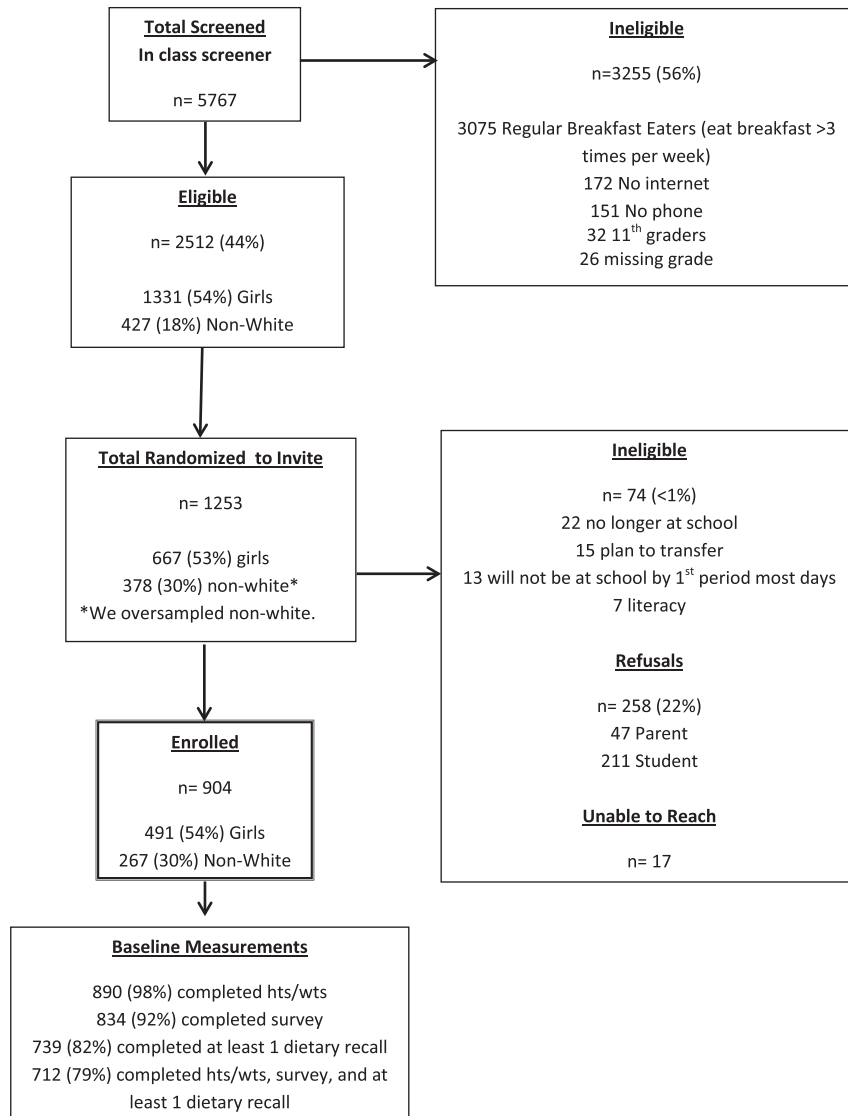 Total Screened
In class screener
n= 5767
Ineligible
n=3255 (56%)
3075 Regular Breakfast Eaters (eat breakfast >3
times per week)
172 No internet
151 No phone
32 11th graders
26 missing grade
Eligible
n= 2512 (44%)
1331 (54%) Girls
427 (18%) Non-White
Total Randomized to Invite
n= 1253
667 (53%) girls
378 (30%) non-white*
*We oversampled non-white.
Ineligible
n= 74 (<1%)
22 no longer at school
15 plan to transfer
13 will not be at school by 1st period most days
7 literacy
Refusals
n= 258 (22%)
47 Parent
211 Student
Unable to Reach
n= 17
Enrolled
n= 904
491 (54%) Girls
267 (30%) Non-White
Baseline Measurements
890 (98%) completed hts/wts
834 (92%) completed survey
739 (82%) completed at least 1 dietary recall
712 (79%) completed hts/wts, survey, and at
least 1 dietary recall